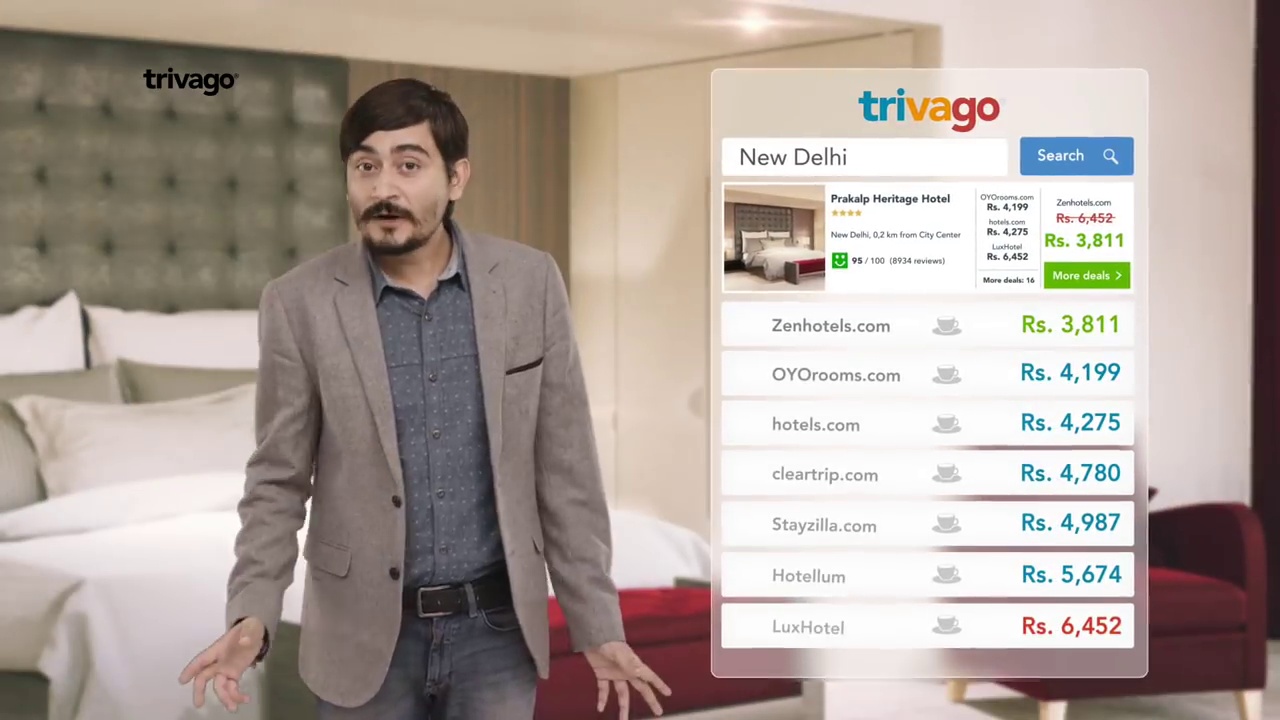 trivago
trivago
New Delhi
Search
Prakalp Heritage Hotel
New Delhi, 0,2 km from City Center
95 / 100 (8934 reviews)
OYOrooms.com
Rs. 4,199
hotels.com
Rs. 4,275
LuxHotel
Rs. 6,452
More deals: 16
Zenhotels.com
Rs. 6,452
Rs. 3,811
More deals >
Zenhotels.com Rs. 3,811
OYOrooms.com Rs. 4,199
hotels.com Rs. 4,275
cleartrip.com Rs. 4,780
Stayzilla.com Rs. 4,987
Hotellum Rs. 5,674
LuxHotel Rs. 6,452